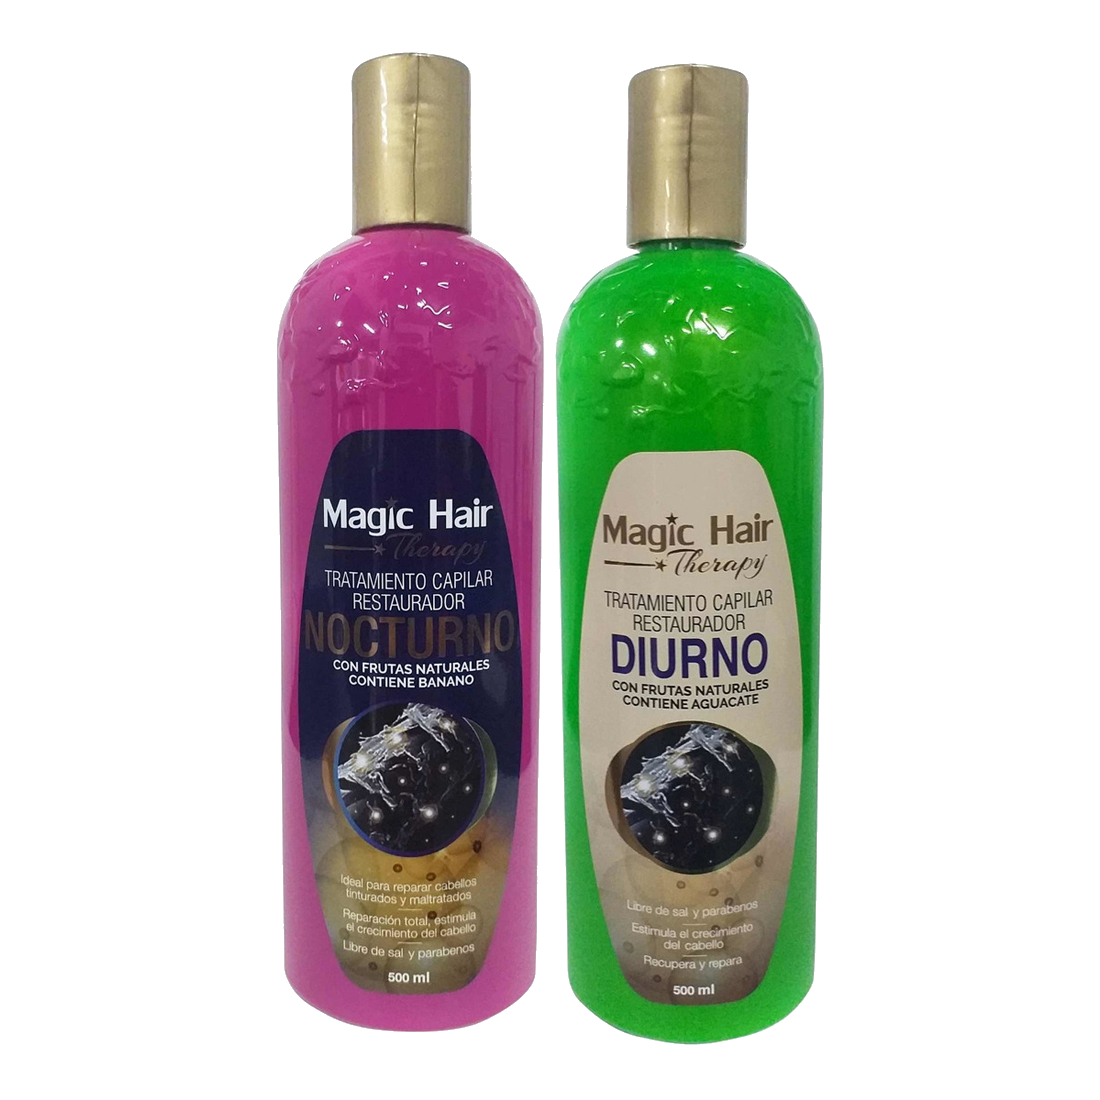 Magic Hair
Therapy
TRATAMIENTO CAPILAR
RESTAURADOR
NOCTURNO
CON FRUTAS NATURALES
CONTIENE BANANO
Ideal para reparar cabellos
tinturados y maltratados
Reparación total, estimula
el crecimiento del cabello
Libre de sal y parabenos
500 ml
Magic Hair
Therapy
TRATAMIENTO CAPILAR
RESTAURADOR
DIURNO
CON FRUTAS NATURALES
CONTIENE AGUACATE
Libre de sal y parabenos
Estimula el crecimiento
del cabello
Recupera y repara
500 ml